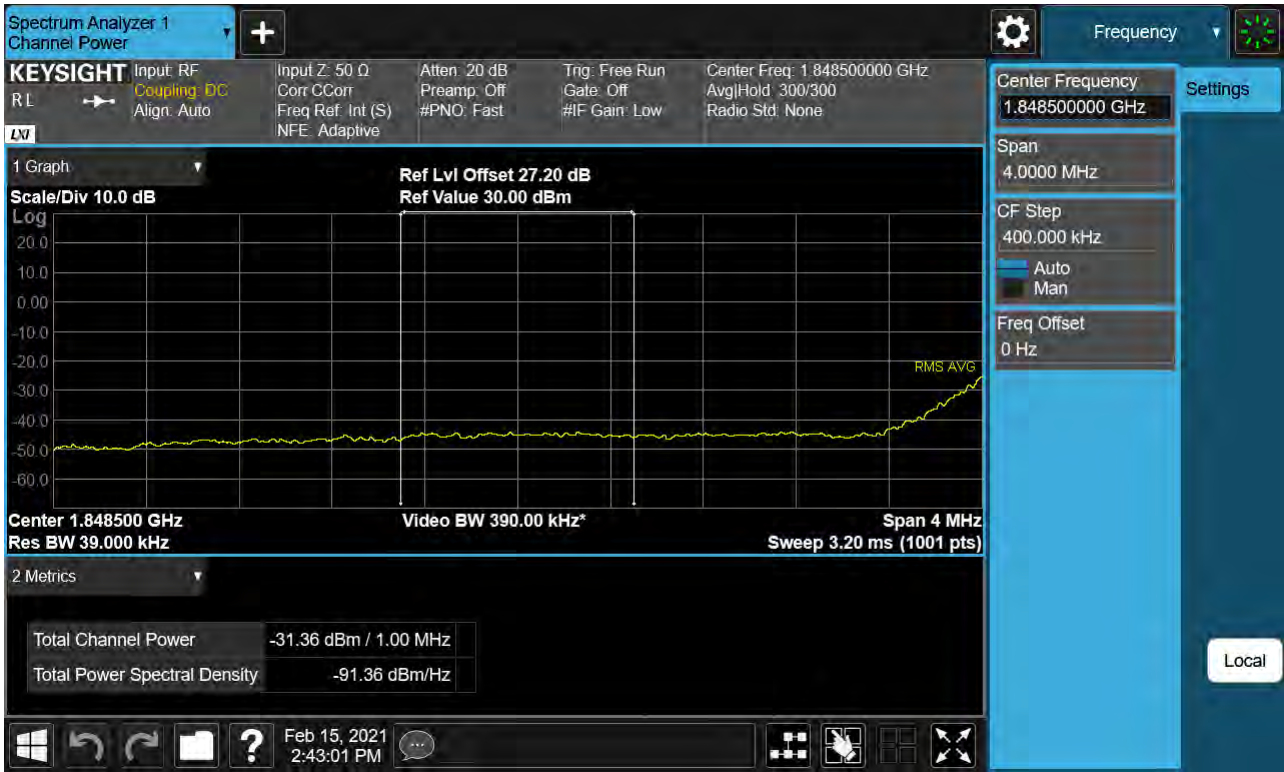 Spectrum Analyzer 1
Channel Power
+
Frequency
KEYSIGHT
RL
LXI
Input: RF
Coupling: DC
Align: Auto
Input Z: 50 Ω
Corr CCorr
Freq Ref: Int (S)
NFE: Adaptive
Atten: 20 dB
Preamp: Off
#PNO: Fast
Trig: Free Run
Gate: Off
#IF Gain: Low
Center Freq: 1.848500000 GHz
Avg|Hold: 300/300
Radio Std: None
Center Frequency
1.848500000 GHz
Settings
Span
4.0000 MHz
CF Step
400.000 kHz
Auto
Man
Freq Offset
0 Hz
1 Graph
Scale/Div 10.0 dB
Ref Lvl Offset 27.20 dB
Ref Value 30.00 dBm
Log
20.0
10.0
0.00
-10.0
-20.0
-30.0
-40.0
-50.0
-60.0
RMS AVG
Center 1.848500 GHz
Res BW 39.000 kHz
Video BW 390.00 kHz*
Span 4 MHz
Sweep 3.20 ms (1001 pts)
2 Metrics
Total Channel Power -31.36 dBm / 1.00 MHz
Total Power Spectral Density -91.36 dBm/Hz
Local
?
Feb 15, 2021
2:43:01 PM